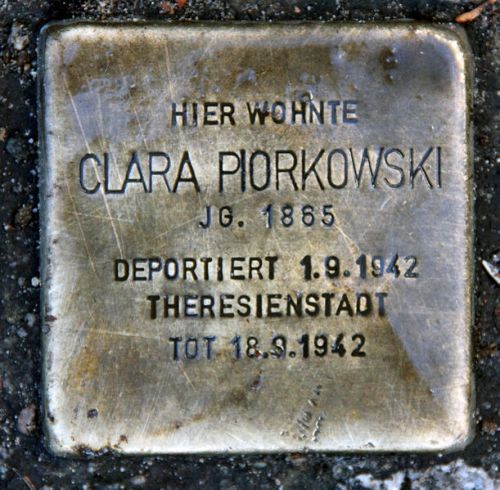 HIER WOHNTE
CLARA PIORKOWSKI
JG. 1865
DEPORTIERT 1.9.1942
THERESIENSTADT
TOT 18.9.1942